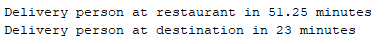 Delivery person at restaurant in 51.25 minutes
Delivery person at destination in 23 minutes